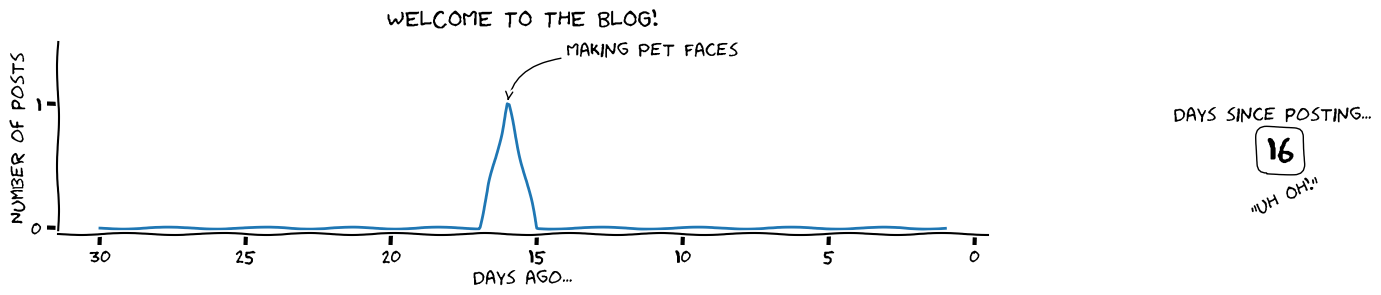 WELCOME TO THE BLOG!
MAKING PET FACES
NUMBER OF POSTS
1
0
30 25 20 15 10 5 0
DAYS AGO...
DAYS SINCE POSTING...
16
"UH OH!"